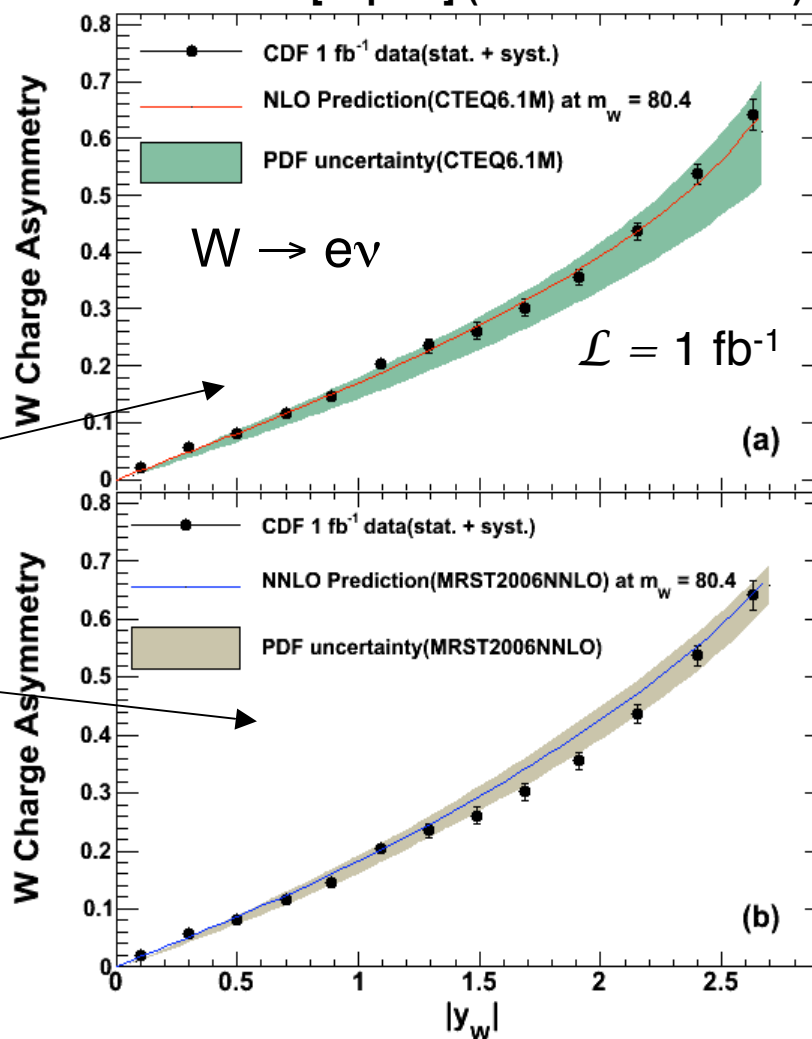 0.8
CDF 1 fb-1 data(stat. + syst.)
0.7
NLO Prediction(CTEQ6.1M) at mW = 80.4
0.6
PDF uncertainty(CTEQ6.1M)
0.5
W → eν
0.4
0.3
ℒ = 1 fb-1
0.2
0.1
(a)
0
W Charge Asymmetry
0.8
CDF 1 fb-1 data(stat. + syst.)
0.7
NNLO Prediction(MRST2006NNLO) at mW = 80.4
0.6
PDF uncertainty(MRST2006NNLO)
0.5
0.4
0.3
0.2
0.1
(b)
0
W Charge Asymmetry
0 0.5 1 1.5 2 2.5
|yW|